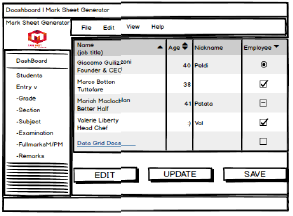 Docshboard | Mark Sheet Generator
Mark Sheet Generator
File Edit View Help
DashBoard
Students
Entry v
-Grade
-Section
-Subject
-Examination
-FullmarksM/PM
-Remarks
Name
(job title)
Age
Nickname
Employee
Giacomo Guilizzoni
Founder & CEO
40
Peldi
Marco Botton
Tuttofare
38
Mariah Maclachlan
Better Half
41
Patata
Valerie Liberty
Head Chef
)
Val
Data Grid Docs
EDIT
UPDATE
SAVE